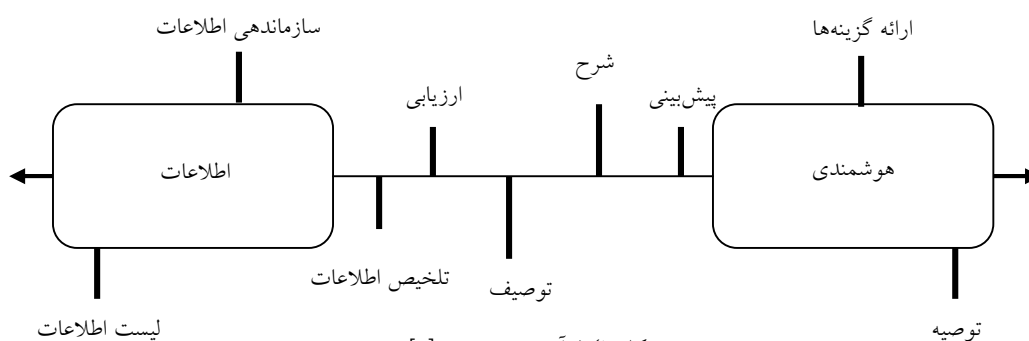 ارائه گزینه‌ها
سازماندهی اطلاعات
شرح
پیش‌بینی
ارزیابی
هوشمندی
اطلاعات
تلخیص اطلاعات
توصیف
توصیه
لیست اطلاعات